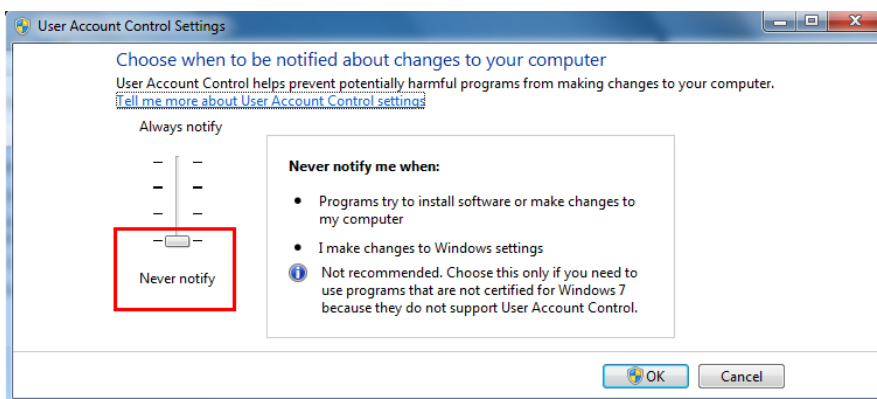 User Account Control Settings
Choose when to be notified about changes to your computer
User Account Control helps prevent potentially harmful programs from making changes to your computer.
Tell me more about User Account Control settings
Always notify
Never notify me when:
• Programs try to install software or make changes to
my computer
• I make changes to Windows settings
Not recommended. Choose this only if you need to
use programs that are not certified for Windows 7
because they do not support User Account Control.
Never notify
OK
Cancel